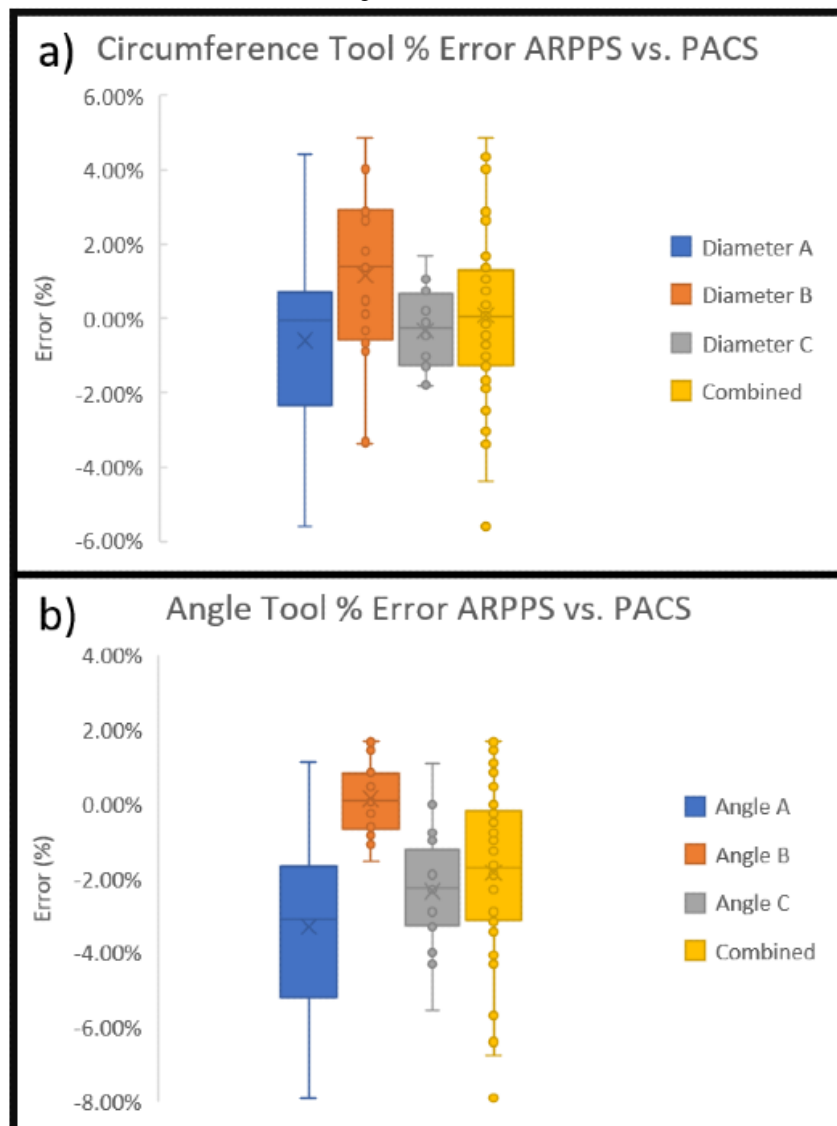 a) Circumference Tool % Error ARPPS vs. PACS
6.00%
4.00%
2.00%
0.00%
-2.00%
-4.00%
-6.00%
Error (%)
Diameter A
Diameter B
Diameter C
Combined
b) Angle Tool % Error ARPPS vs. PACS
4.00%
2.00%
0.00%
-2.00%
-4.00%
-6.00%
-8.00%
Error (%)
Angle A
Angle B
Angle C
Combined